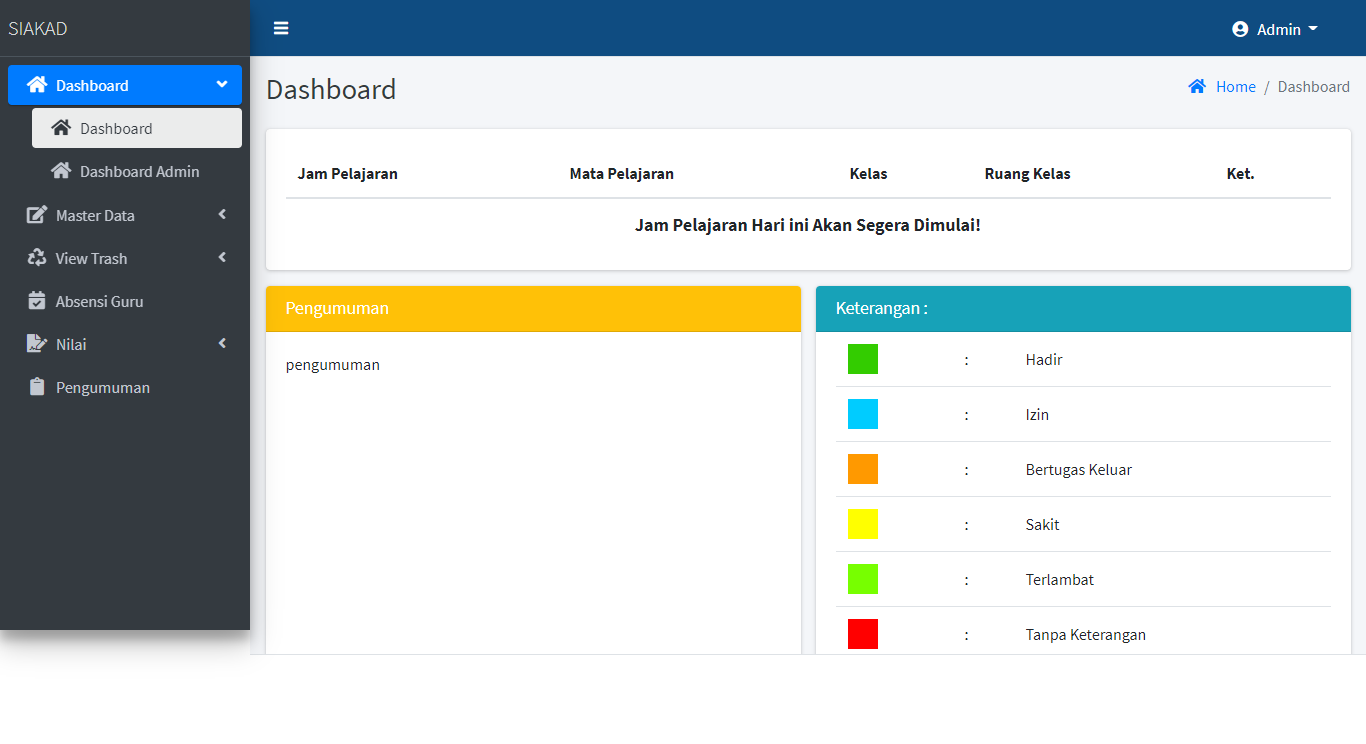 SIAKAD
Admin
Dashboard
Dashboard
Dashboard Admin
Master Data
View Trash
Absensi Guru
Nilai
Pengumuman
Dashboard
Home / Dashboard
Jam Pelajaran Mata Pelajaran Kelas Ruang Kelas Ket.
Jam Pelajaran Hari ini Akan Segera Dimulai!
Pengumuman
pengumuman
Keterangan :
: Hadir
: Izin
: Bertugas Keluar
: Sakit
: Terlambat
: Tanpa Keterangan